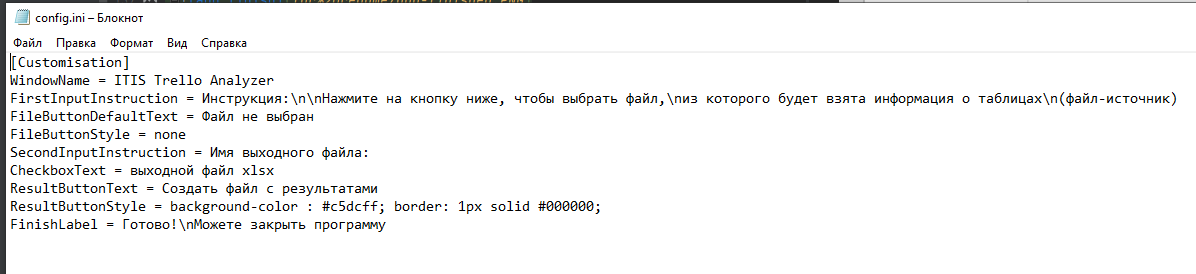 config.ini – Блокнот
Файл Правка Формат Вид Справка
[Customisation]
WindowName = ITIS Trello Analyzer
FirstInputInstruction = Инструкция:\n\nНажмите на кнопку ниже, чтобы выбрать файл,\nиз которого будет взята информация о таблицах\n(файл-источник)
FileButtonDefaultText = Файл не выбран
FileButtonStyle = none
SecondInputInstruction = Имя выходного файла:
CheckboxText = выходной файл xlsx
ResultButtonText = Создать файл с результатами
ResultButtonStyle = background-color : #c5dcff; border: 1px solid #000000;
FinishLabel = Готово!\nМожете закрыть программу